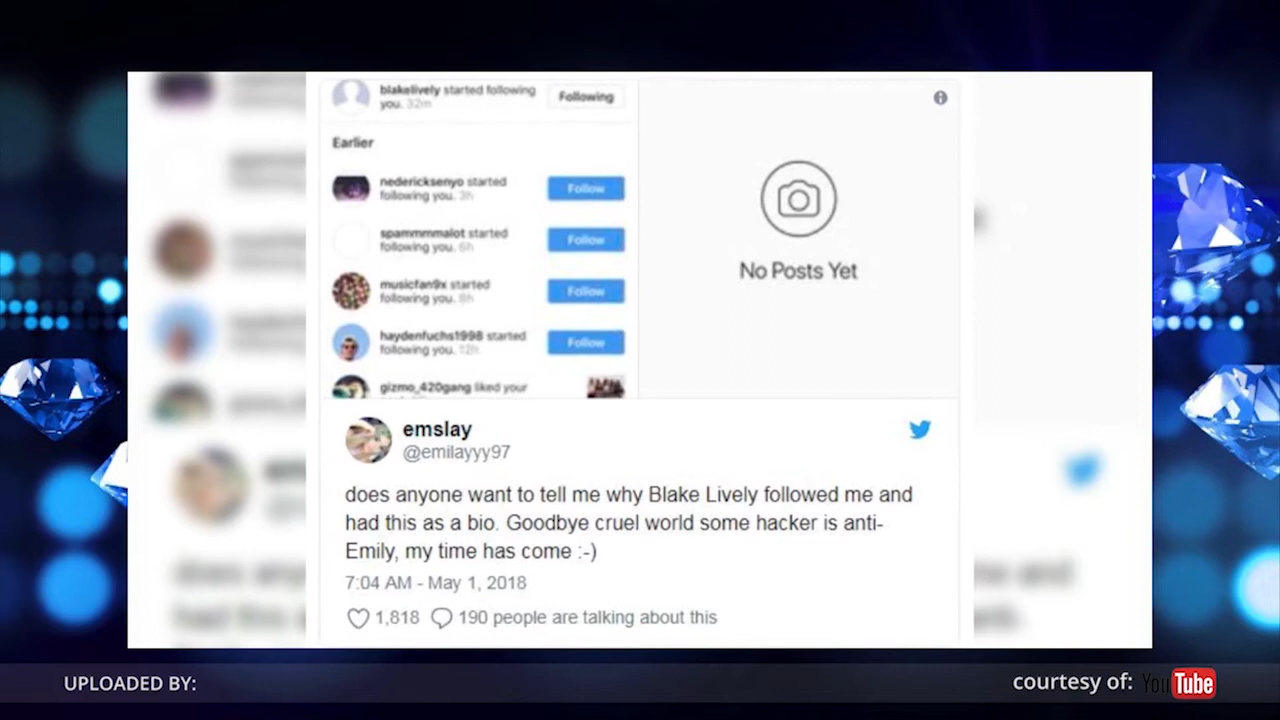 blakelively started following
you. 32m
Following
Earlier
nedericksenyo started
following you. 3h
Follow
spammmmalot started
following you. 6h
Follow
musicfan9x started
following you. 8h
Follow
haydenfuchs1998 started
following you. 12h
Follow
gizmo_420gang liked your
No Posts Yet
emslay
@emilayyy97
does anyone want to tell me why Blake Lively followed me and
had this as a bio. Goodbye cruel world some hacker is anti-
Emily, my time has come :-)
7:04 AM - May 1, 2018
1,818 190 people are talking about this
UPLOADED BY:
courtesy of: YouTube